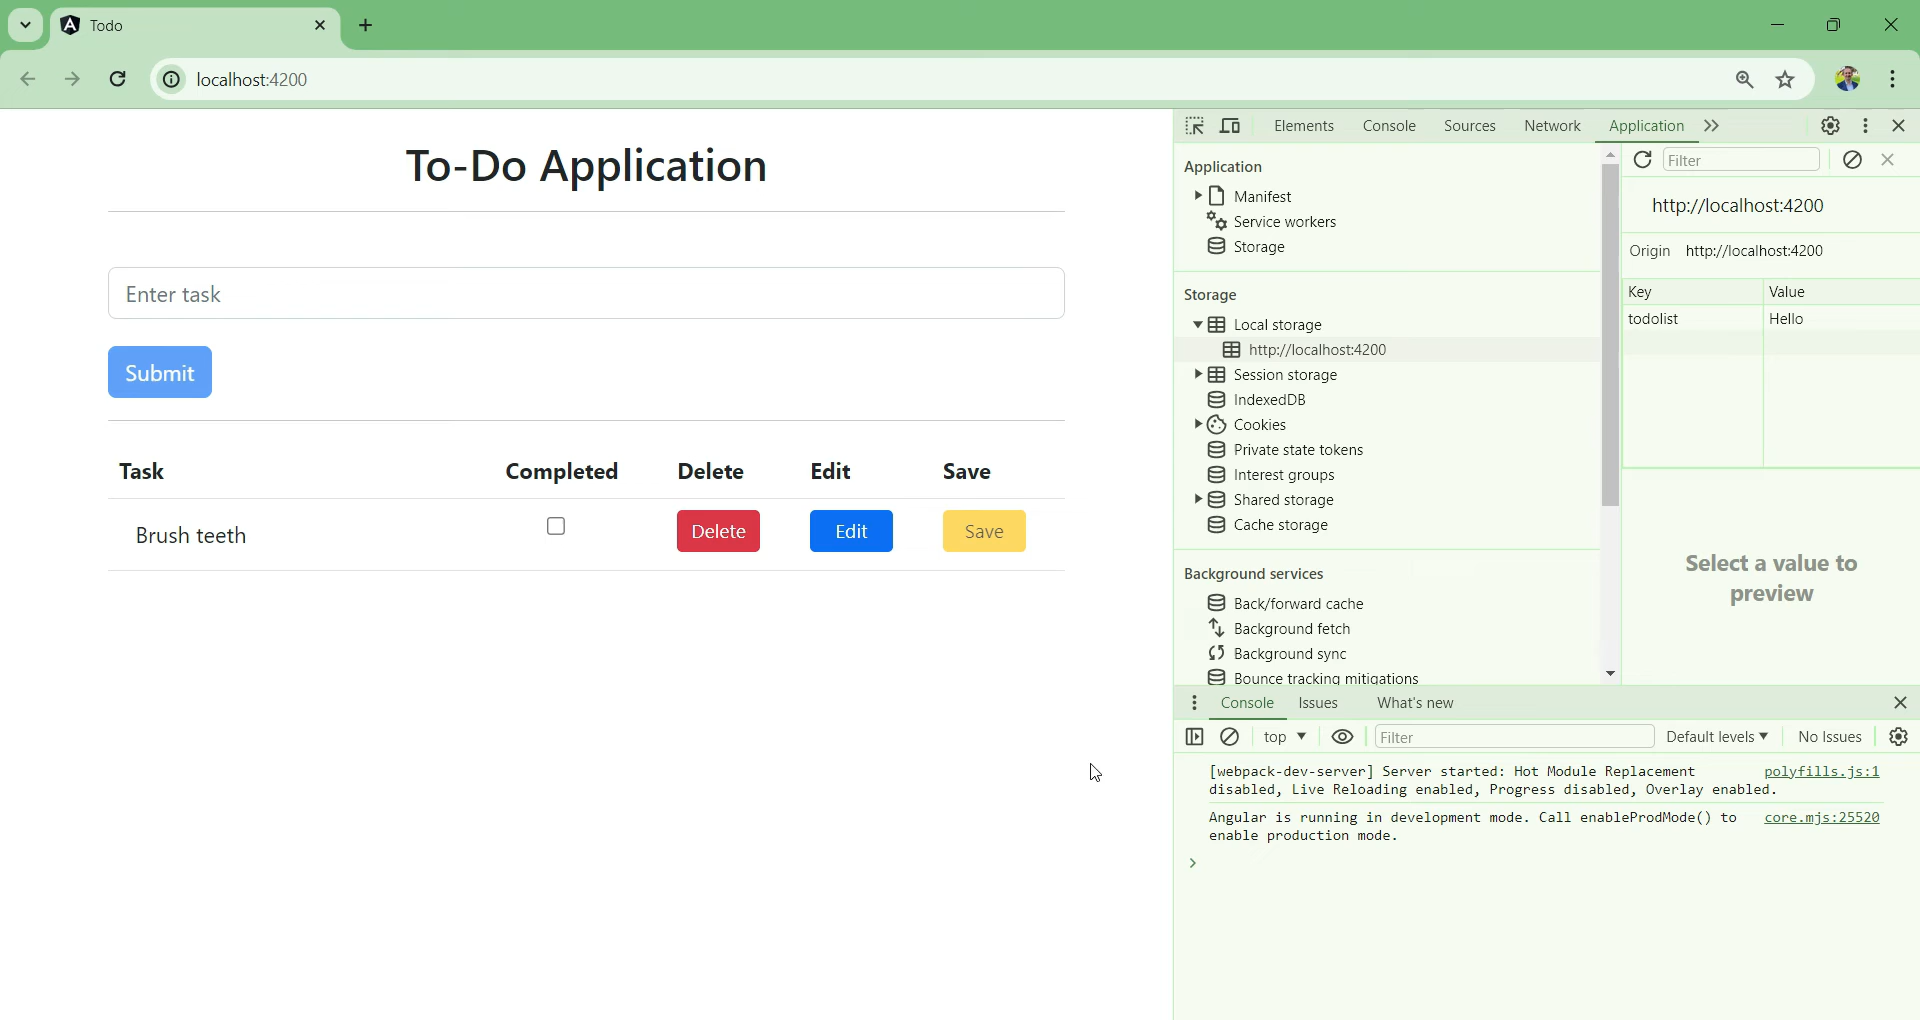 Todo
localhost:4200
To-Do Application
Enter task
Submit
Task Completed Delete Edit Save
Brush teeth Delete Edit Save
Elements Console Sources Network Application
Application
Manifest
Service workers
Storage
Storage
Local storage
http://localhost:4200
Session storage
IndexedDB
Cookies
Private state tokens
Interest groups
Shared storage
Cache storage
Background services
Back/forward cache
Background fetch
Background sync
Bounce tracking mitigations
Filter
http://localhost:4200
Origin http://localhost:4200
Key Value
todolist Hello
Select a value to
preview
Console Issues What's new
top Filter Default levels No Issues
[webpack-dev-server] Server started: Hot Module Replacement polyfills.js:1
disabled, Live Reloading enabled, Progress disabled, Overlay enabled.
Angular is running in development mode. Call enableProdMode() to core.mjs:25520
enable production mode.